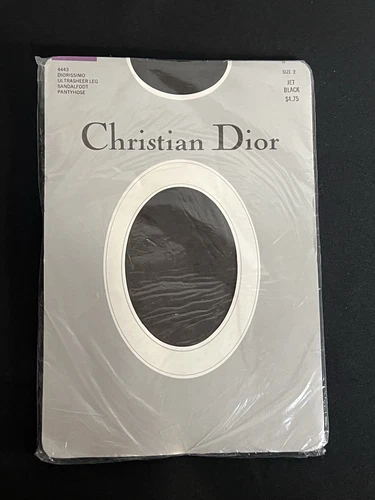 4443
DIORISSIMO
ULTRASHEER LEG
SANDALFOOT
PANTYHOSE
SIZE 2
JET
BLACK
$4.75
Christian Dior